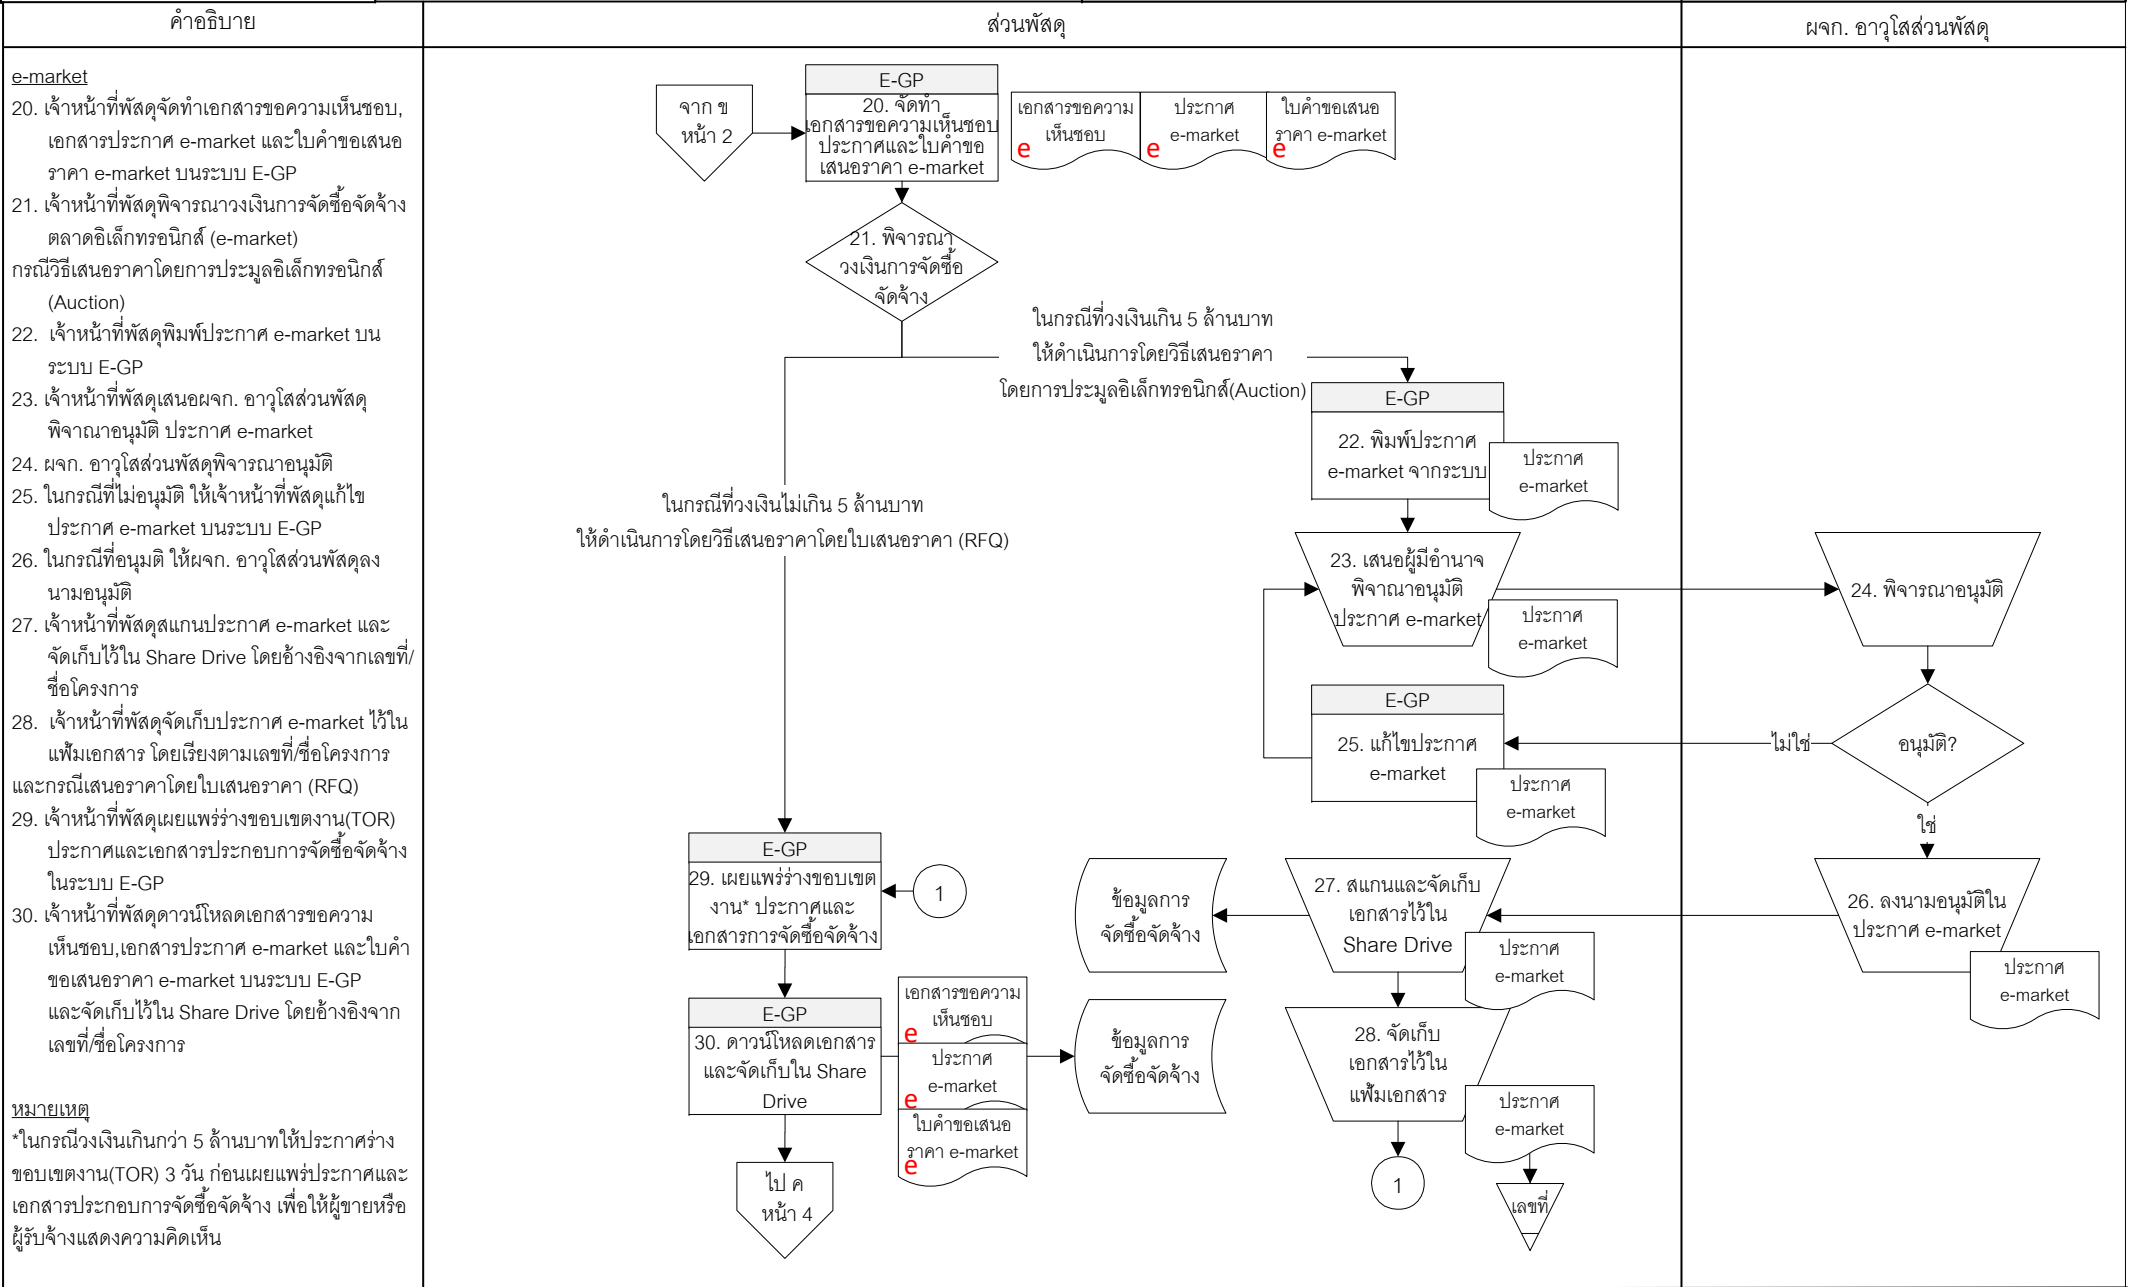 คำอธิบาย
ส่วนพัสดุ
ผจก. อาวุโสส่วนพัสดุ
e-market
20. เจ้าหน้าที่พัสดุจัดทำเอกสารขอความเห็นชอบ,
เอกสารประกาศ e-market และใบคำขอเสนอ
ราคา e-market บนระบบ E-GP
21. เจ้าหน้าที่พัสดุพิจารณาวงเงินการจัดซื้อจัดจ้าง
ตลาดอิเล็กทรอนิกส์ (e-market)
กรณีวิธีเสนอราคาโดยการประมูลอิเล็กทรอนิกส์
(Auction)
22. เจ้าหน้าที่พัสดุพิมพ์ประกาศ e-market บน
ระบบ E-GP
23. เจ้าหน้าที่พัสดุเสนอผจก. อาวุโสส่วนพัสดุ
พิจาณาอนุมัติ ประกาศ e-market
24. ผจก. อาวุโสส่วนพัสดุพิจารณาอนุมัติ
25. ในกรณีที่ไม่อนุมัติ ให้เจ้าหน้าที่พัสดุแก้ไข
ประกาศ e-market บนระบบ E-GP
26. ในกรณีที่อนุมติ ให้ผจก. อาวุโสส่วนพัสดุลง
นามอนุมัติ
27. เจ้าหน้าที่พัสดุสแกนประกาศ e-market และ
จัดเก็บไว้ใน Share Drive โดยอ้างอิงจากเลขที่/
ชื่อโครงการ
28. เจ้าหน้าที่พัสดุจัดเก็บประกาศ e-market ไว้ใน
แฟ้มเอกสาร โดยเรียงตามเลขที่/ชื่อโครงการ
และกรณีเสนอราคาโดยใบเสนอราคา (RFQ)
29. เจ้าหน้าที่พัสดุเผยแพร่ร่างขอบเขตงาน(TOR)
ประกาศและเอกสารประกอบการจัดซื้อจัดจ้าง
ในระบบ E-GP
30. เจ้าหน้าที่พัสดุดาวน์โหลดเอกสารขอความ
เห็นชอบ,เอกสารประกาศ e-market และใบคำ
ขอเสนอราคา e-market บนระบบ E-GP
และจัดเก็บไว้ใน Share Drive โดยอ้างอิงจาก
เลขที่/ชื่อโครงการ
หมายเหตุ
*ในกรณีวงเงินเกินกว่า 5 ล้านบาทให้ประกาศร่าง
ขอบเขตงาน(TOR) 3 วัน ก่อนเผยแพร่ประกาศและ
เอกสารประกอบการจัดซื้อจัดจ้าง เพื่อให้ผู้ขายหรือ
ผู้รับจ้างแสดงความคิดเห็น
จาก ข
หน้า 2
E-GP
20. จัดทำ
เอกสารขอความเห็นชอบ
ประกาศและใบคำขอ
เสนอราคา e-market
เอกสารขอความ
เห็นชอบ
e
ประกาศ
e-market
e
ใบคำขอเสนอ
ราคา e-market
e
21. พิจารณา
วงเงินการจัดซื้อ
จัดจ้าง
ในกรณีที่วงเงินเกิน 5 ล้านบาท
ให้ดำเนินการโดยวิธีเสนอราคา
โดยการประมูลอิเล็กทรอนิกส์(Auction)
ในกรณีที่วงเงินไม่เกิน 5 ล้านบาท
ให้ดำเนินการโดยวิธีเสนอราคาโดยใบเสนอราคา (RFQ)
E-GP
22. พิมพ์ประกาศ
e-market จากระบบ
ประกาศ
e-market
23. เสนอผู้มีอำนาจ
พิจาณาอนุมัติ
ประกาศ e-market
ประกาศ
e-market
24. พิจารณาอนุมัติ
อนุมัติ?
ไม่ใช่
ใช่
E-GP
25. แก้ไขประกาศ
e-market
ประกาศ
e-market
26. ลงนามอนุมัติใน
ประกาศ e-market
ประกาศ
e-market
27. สแกนและจัดเก็บ
เอกสารไว้ใน
Share Drive
ประกาศ
e-market
ข้อมูลการ
จัดซื้อจัดจ้าง
28. จัดเก็บ
เอกสารไว้ใน
แฟ้มเอกสาร
ประกาศ
e-market
เลขที่
1
E-GP
29. เผยแพร่ร่างขอบเขต
งาน* ประกาศและ
เอกสารการจัดซื้อจัดจ้าง
1
E-GP
30. ดาวน์โหลดเอกสาร
และจัดเก็บใน Share
Drive
เอกสารขอความ
เห็นชอบ
e
ประกาศ
e-market
e
ใบคำขอเสนอ
ราคา e-market
e
ข้อมูลการ
จัดซื้อจัดจ้าง
ไป ค
หน้า 4